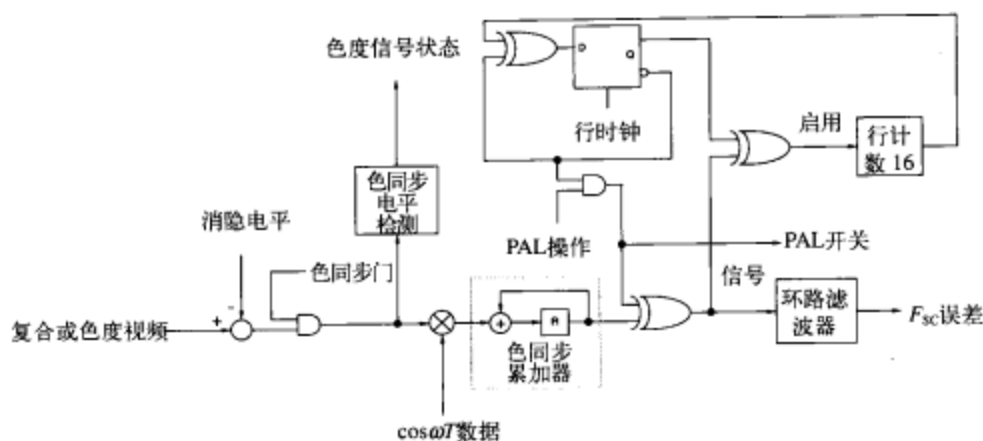 色度信号状态
行时钟
启用
行计
数 16
色同步
电平
检测
消隐电平
PAL操作
PAL开关
色同步门
信号
复合或色度视频
+
-
+
色同步
累加器
环路滤
波器
FSC误差
cosωT数据